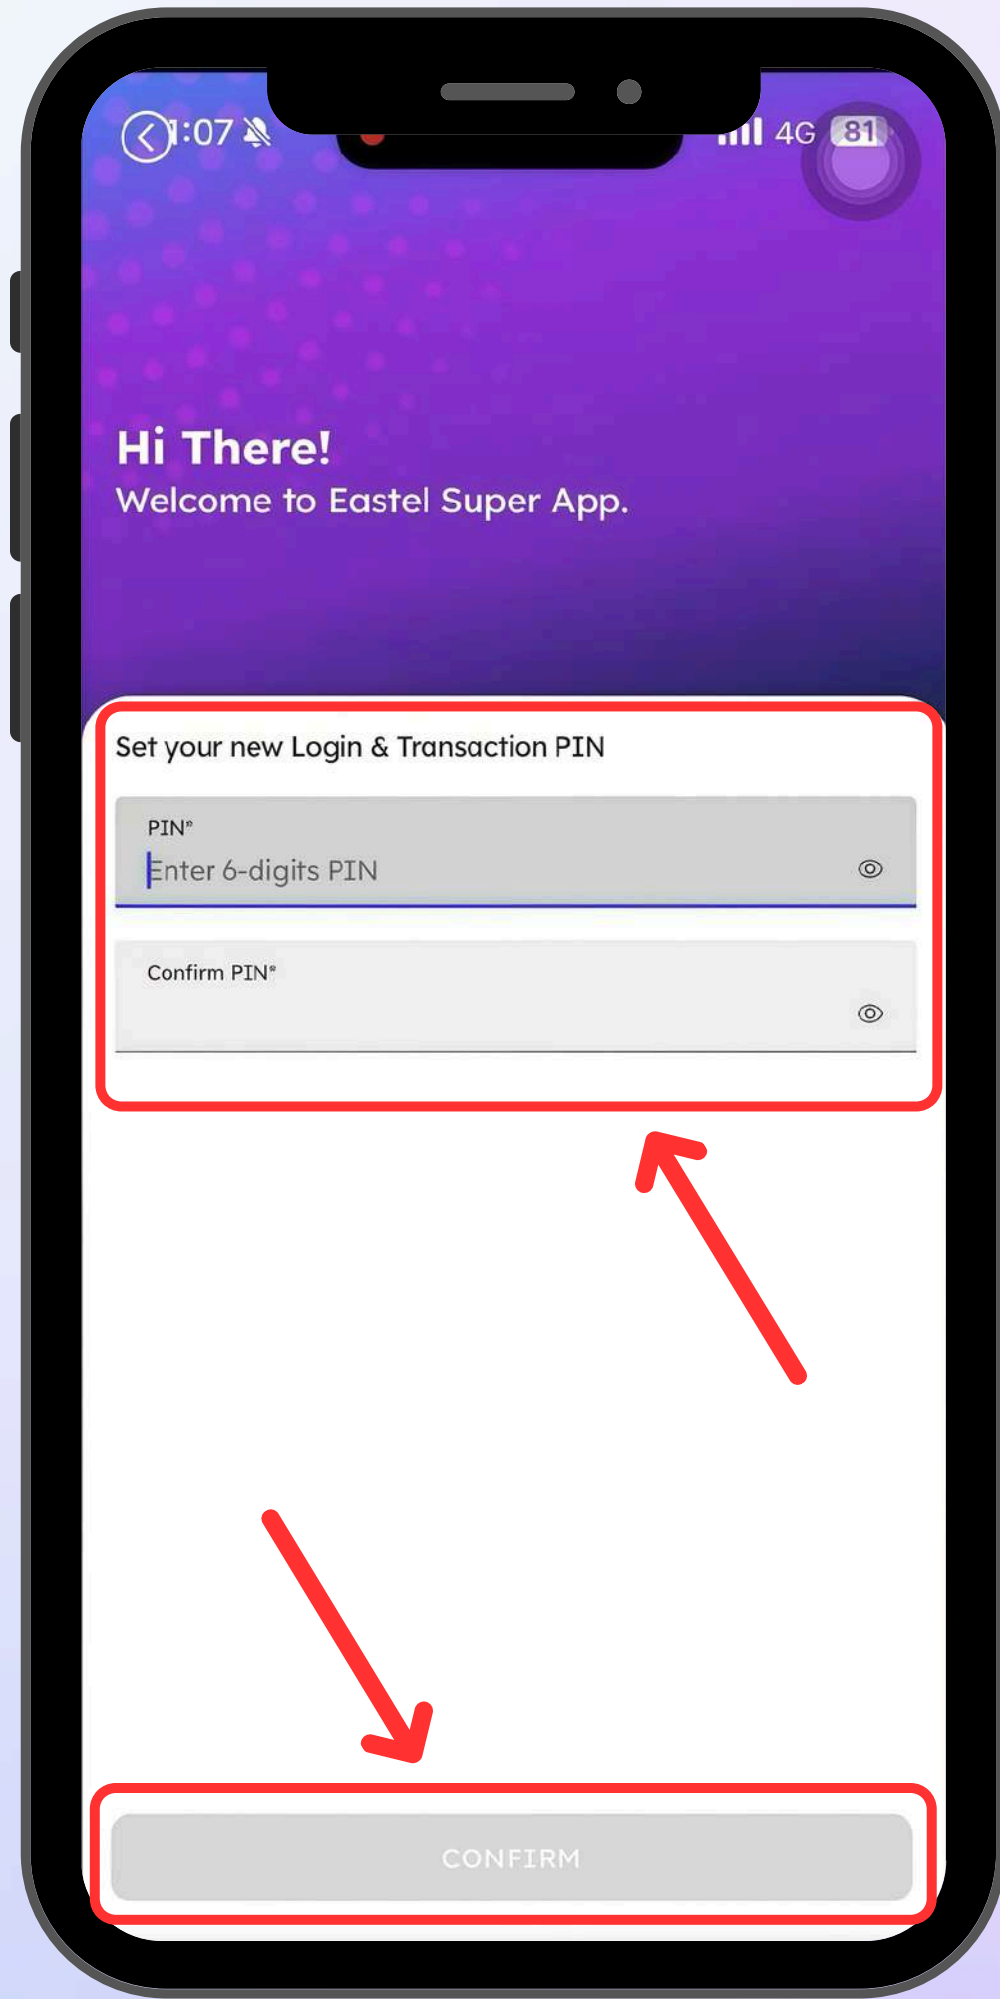 1:07 4G 81
Hi There!
Welcome to Eastel Super App.
Set your new Login & Transaction PIN
PIN*
Enter 6-digits PIN
Confirm PIN*
CONFIRM